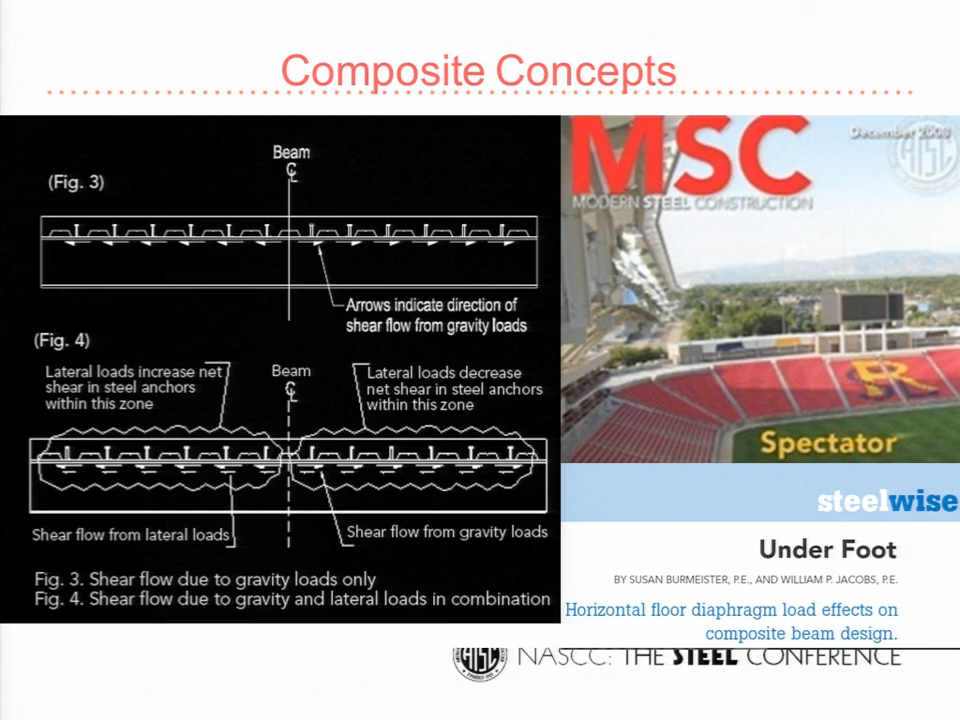 Composite Concepts
Beam
℄
(Fig. 3)
Arrows indicate direction of
shear flow from gravity loads
(Fig. 4)
Lateral loads increase net
shear in steel anchors
within this zone
Beam
℄
Lateral loads decrease
net shear in steel anchors
within this zone
Shear flow from lateral loads
Shear flow from gravity loads
Fig. 3. Shear flow due to gravity loads only
Fig. 4. Shear flow due to gravity and lateral loads in combination
December 2008
AISC
MSC
MODERN STEEL CONSTRUCTION
R
Spectator
steelwise
Under Foot
BY SUSAN BURMEISTER, P.E., AND WILLIAM P. JACOBS, P.E.
Horizontal floor diaphragm load effects on
composite beam design.
AISC
NASCC: THE STEEL CONFERENCE